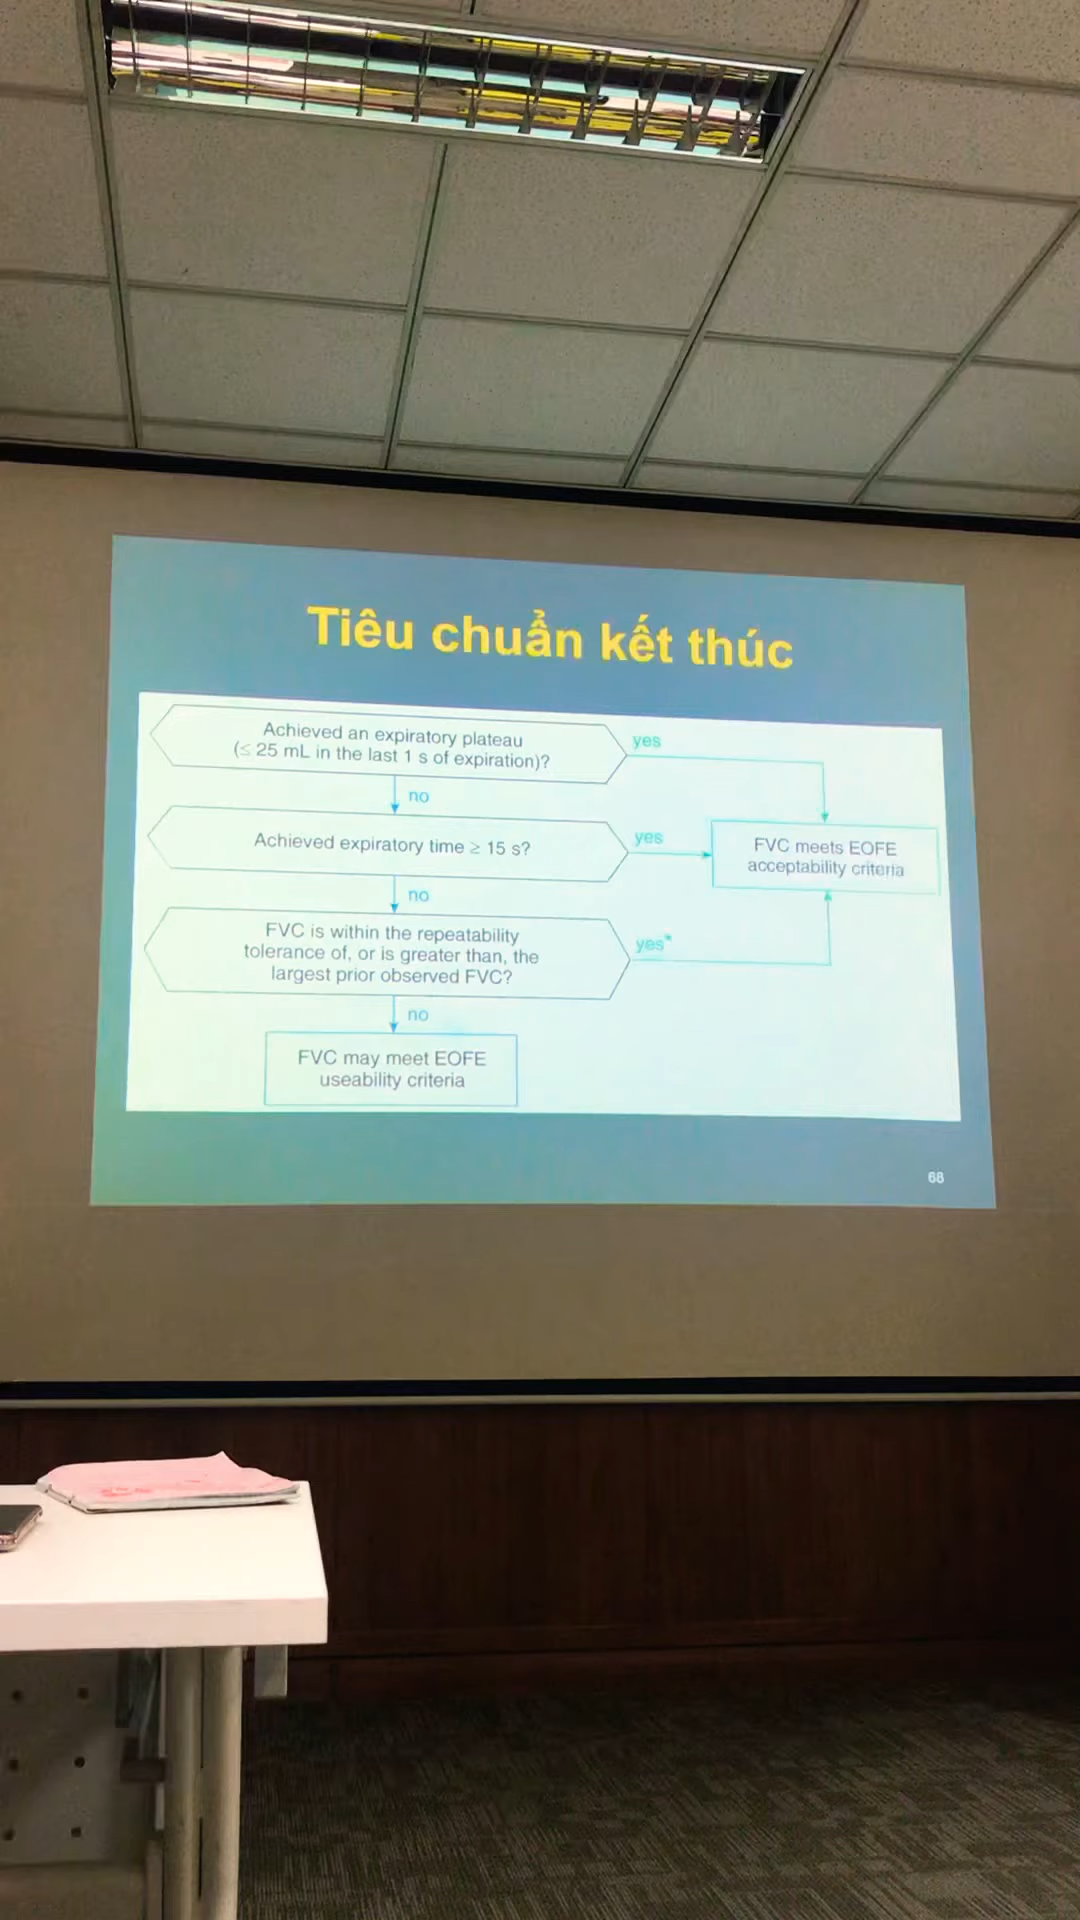 Tiêu chuẩn kết thúc
Achieved an expiratory plateau
(≤ 25 mL in the last 1 s of expiration)?
yes
no
Achieved expiratory time ≥ 15 s?
yes
FVC meets EOFE
acceptability criteria
no
FVC is within the repeatability
tolerance of, or is greater than, the
largest prior observed FVC?
yes*
no
FVC may meet EOFE
useability criteria
68